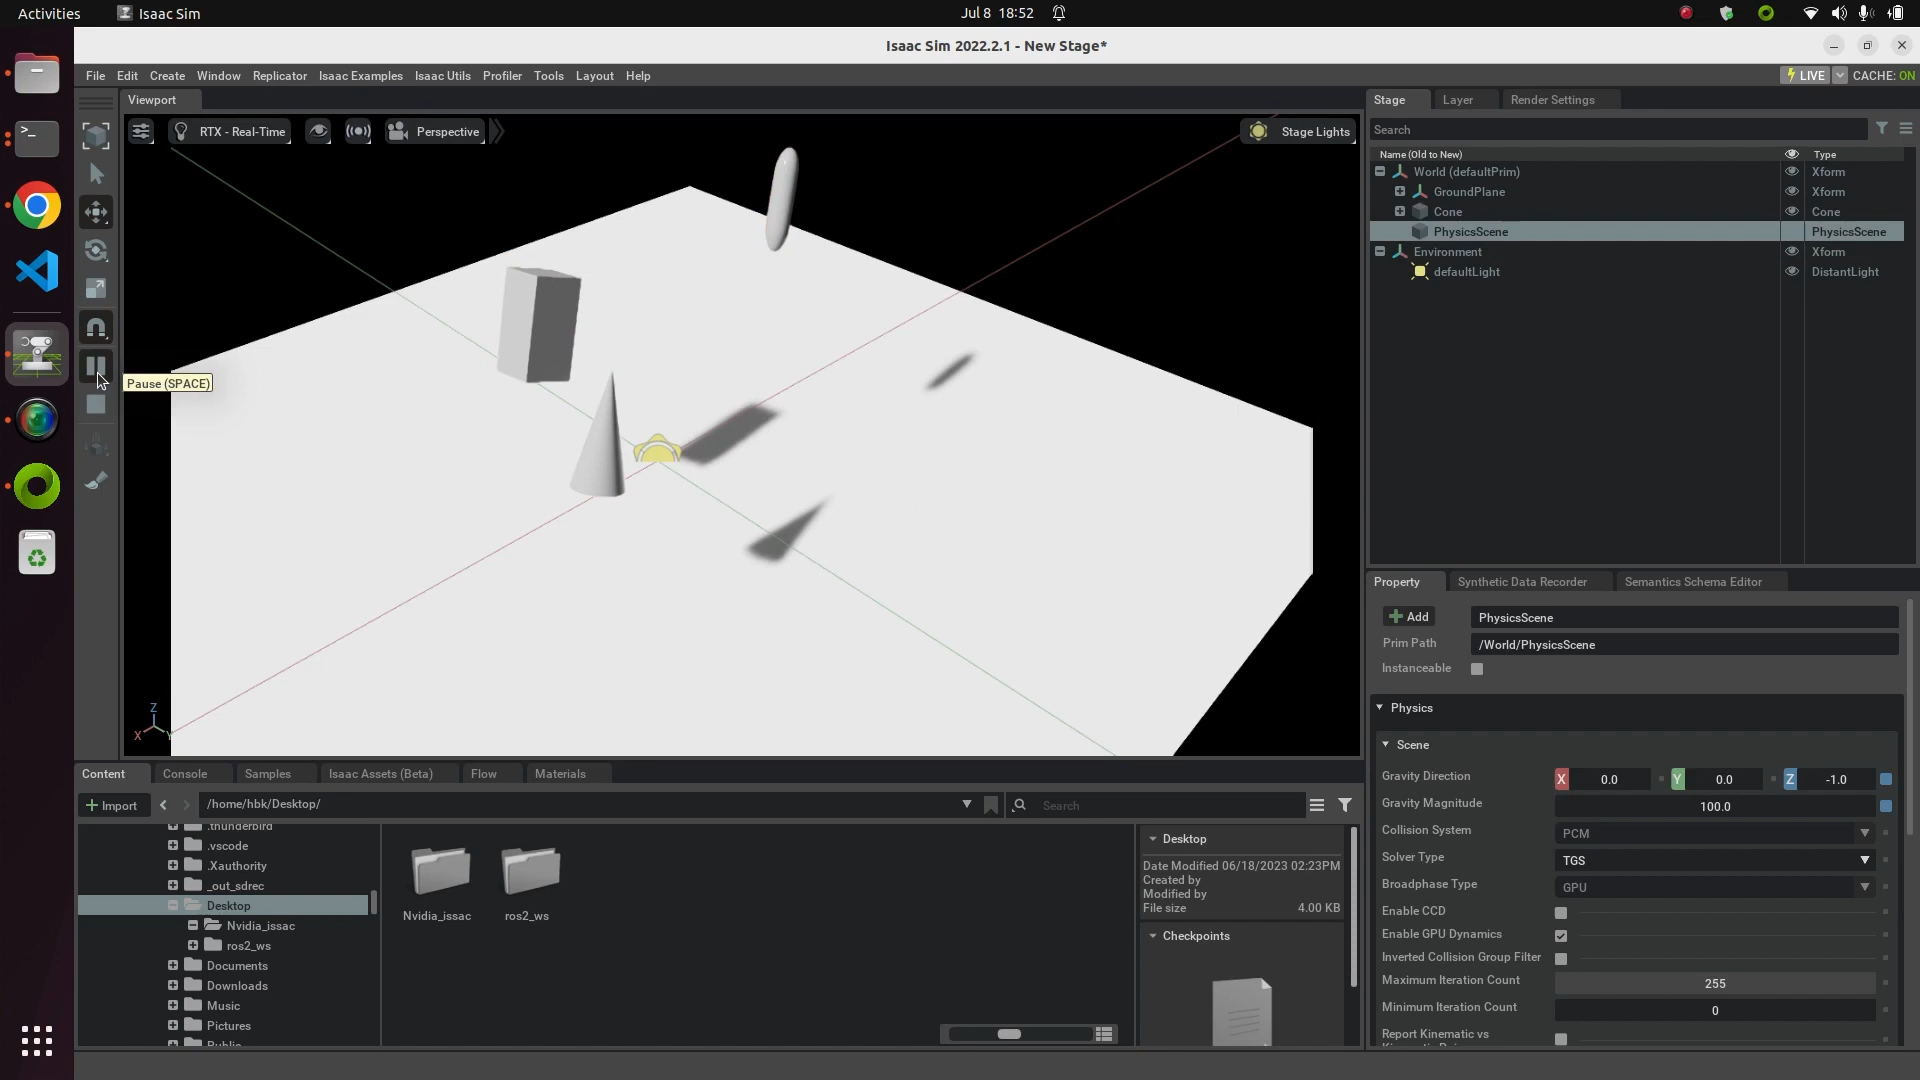 Activities
Isaac Sim
Jul 8 18:52
Isaac Sim 2022.2.1 - New Stage*
File Edit Create Window Replicator Isaac Examples Isaac Utils Profiler Tools Layout Help
LIVE CACHE: ON
Viewport
RTX - Real-Time
Perspective
Stage Lights
Pause (SPACE)
Z
X
Y
Stage Layer Render Settings
Search
Name (Old to New) Type
World (defaultPrim) Xform
GroundPlane Xform
Cone Cone
PhysicsScene PhysicsScene
Environment Xform
defaultLight DistantLight
Property Synthetic Data Recorder Semantics Schema Editor
Add PhysicsScene
Prim Path /World/PhysicsScene
Instanceable
Physics
Scene
Gravity Direction X 0.0 Y 0.0 Z -1.0
Gravity Magnitude 100.0
Collision System PCM
Solver Type TGS
Broadphase Type GPU
Enable CCD
Enable GPU Dynamics
Inverted Collision Group Filter
Maximum Iteration Count 255
Minimum Iteration Count 0
Report Kinematic vs
Content Console Samples Isaac Assets (Beta) Flow Materials
Import /home/hbk/Desktop/ Search
.thunderbird
.vscode
.Xauthority
_out_sdrec
Desktop
Nvidia_issac
ros2_ws
Documents
Downloads
Music
Pictures
Public
Nvidia_issac
ros2_ws
Desktop
Date Modified 06/18/2023 02:23PM
Created by
Modified by
File size 4.00 KB
Checkpoints